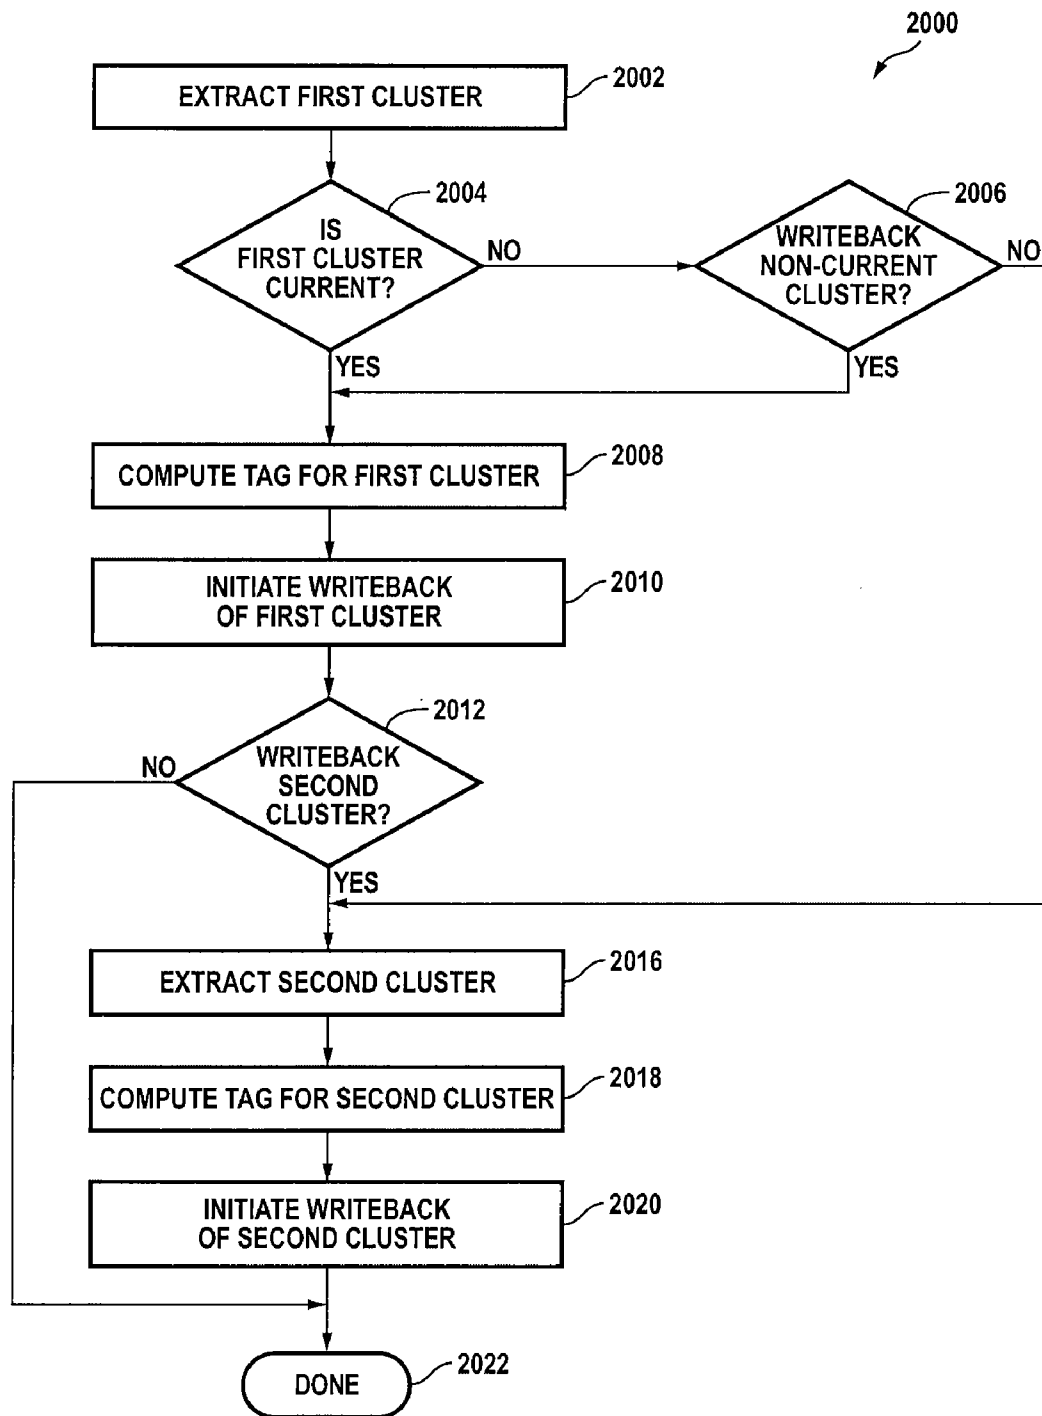 2000
EXTRACT FIRST CLUSTER
2002
2004
IS
FIRST CLUSTER
CURRENT?
NO
2006
WRITEBACK
NON-CURRENT
CLUSTER?
NO
YES
YES
COMPUTE TAG FOR FIRST CLUSTER
2008
INITIATE WRITEBACK
OF FIRST CLUSTER
2010
2012
NO
WRITEBACK
SECOND
CLUSTER?
YES
EXTRACT SECOND CLUSTER
2016
COMPUTE TAG FOR SECOND CLUSTER
2018
INITIATE WRITEBACK
OF SECOND CLUSTER
2020
DONE
2022